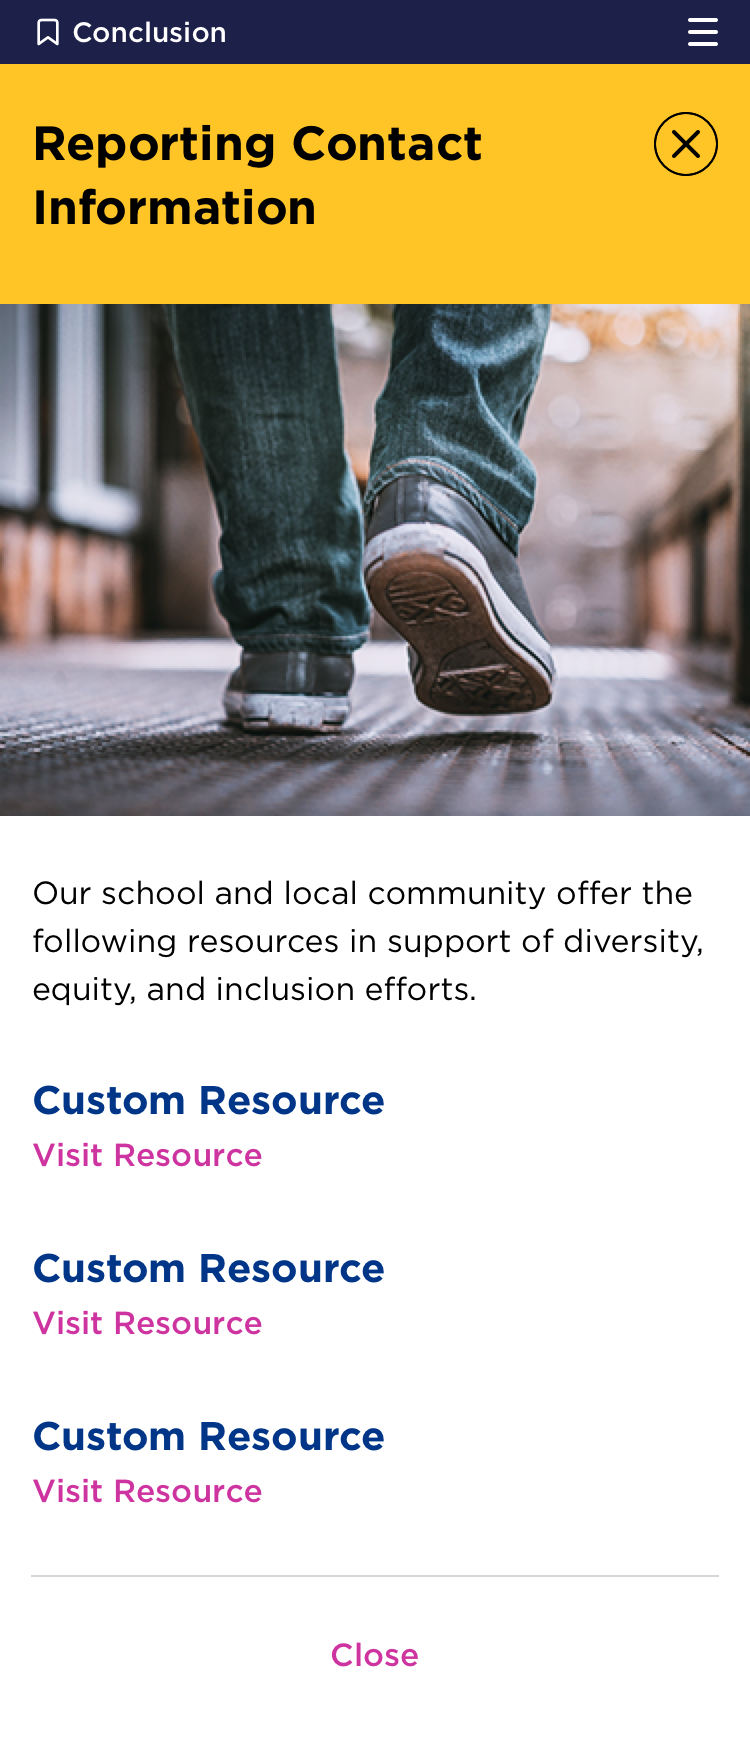 Conclusion
Reporting Contact
Information
Our school and local community offer the
following resources in support of diversity,
equity, and inclusion efforts.
Custom Resource
Visit Resource
Custom Resource
Visit Resource
Custom Resource
Visit Resource
Close